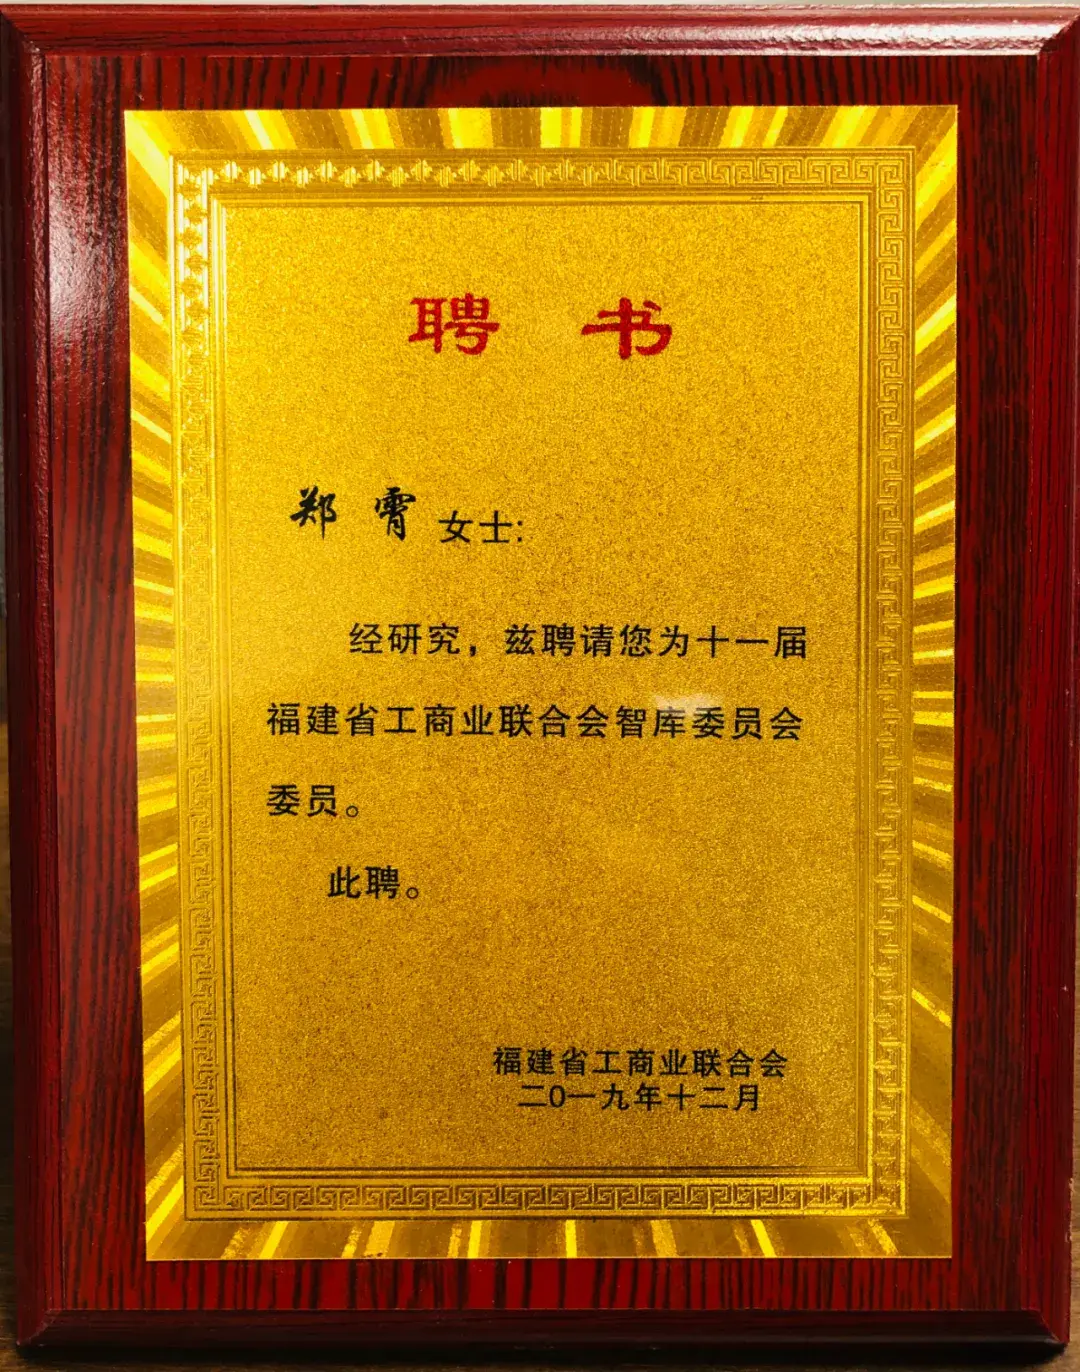 聘 书
郑 霄 女士:
经研究，兹聘请您为十一届
福建省工商业联合会智库委员会
委员。
此聘。
福建省工商业联合会
二0一九年十二月